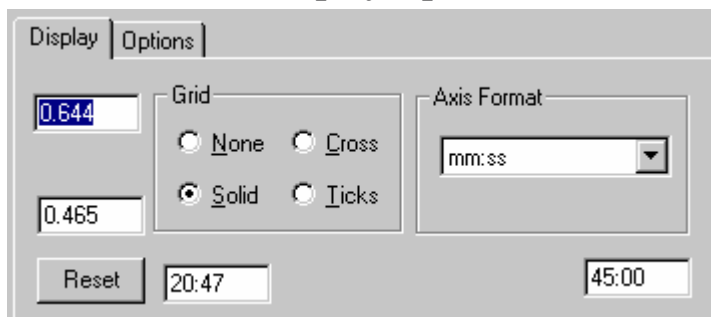 Display Options
0.644
Grid
None Cross
Solid Ticks
0.465
Axis Format
mm:ss
Reset 20:47 45:00